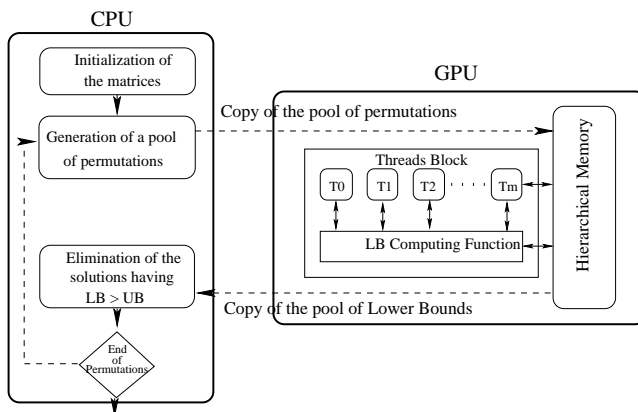 CPU
Initialization of
the matrices
Generation of a pool
of permutations
Elimination of the
solutions having
LB > UB
End
of
Permutations
Copy of the pool of permutations
Copy of the pool of Lower Bounds
GPU
Threads Block
T0 T1 T2 ..... Tm
LB Computing Function
Hierarchical Memory